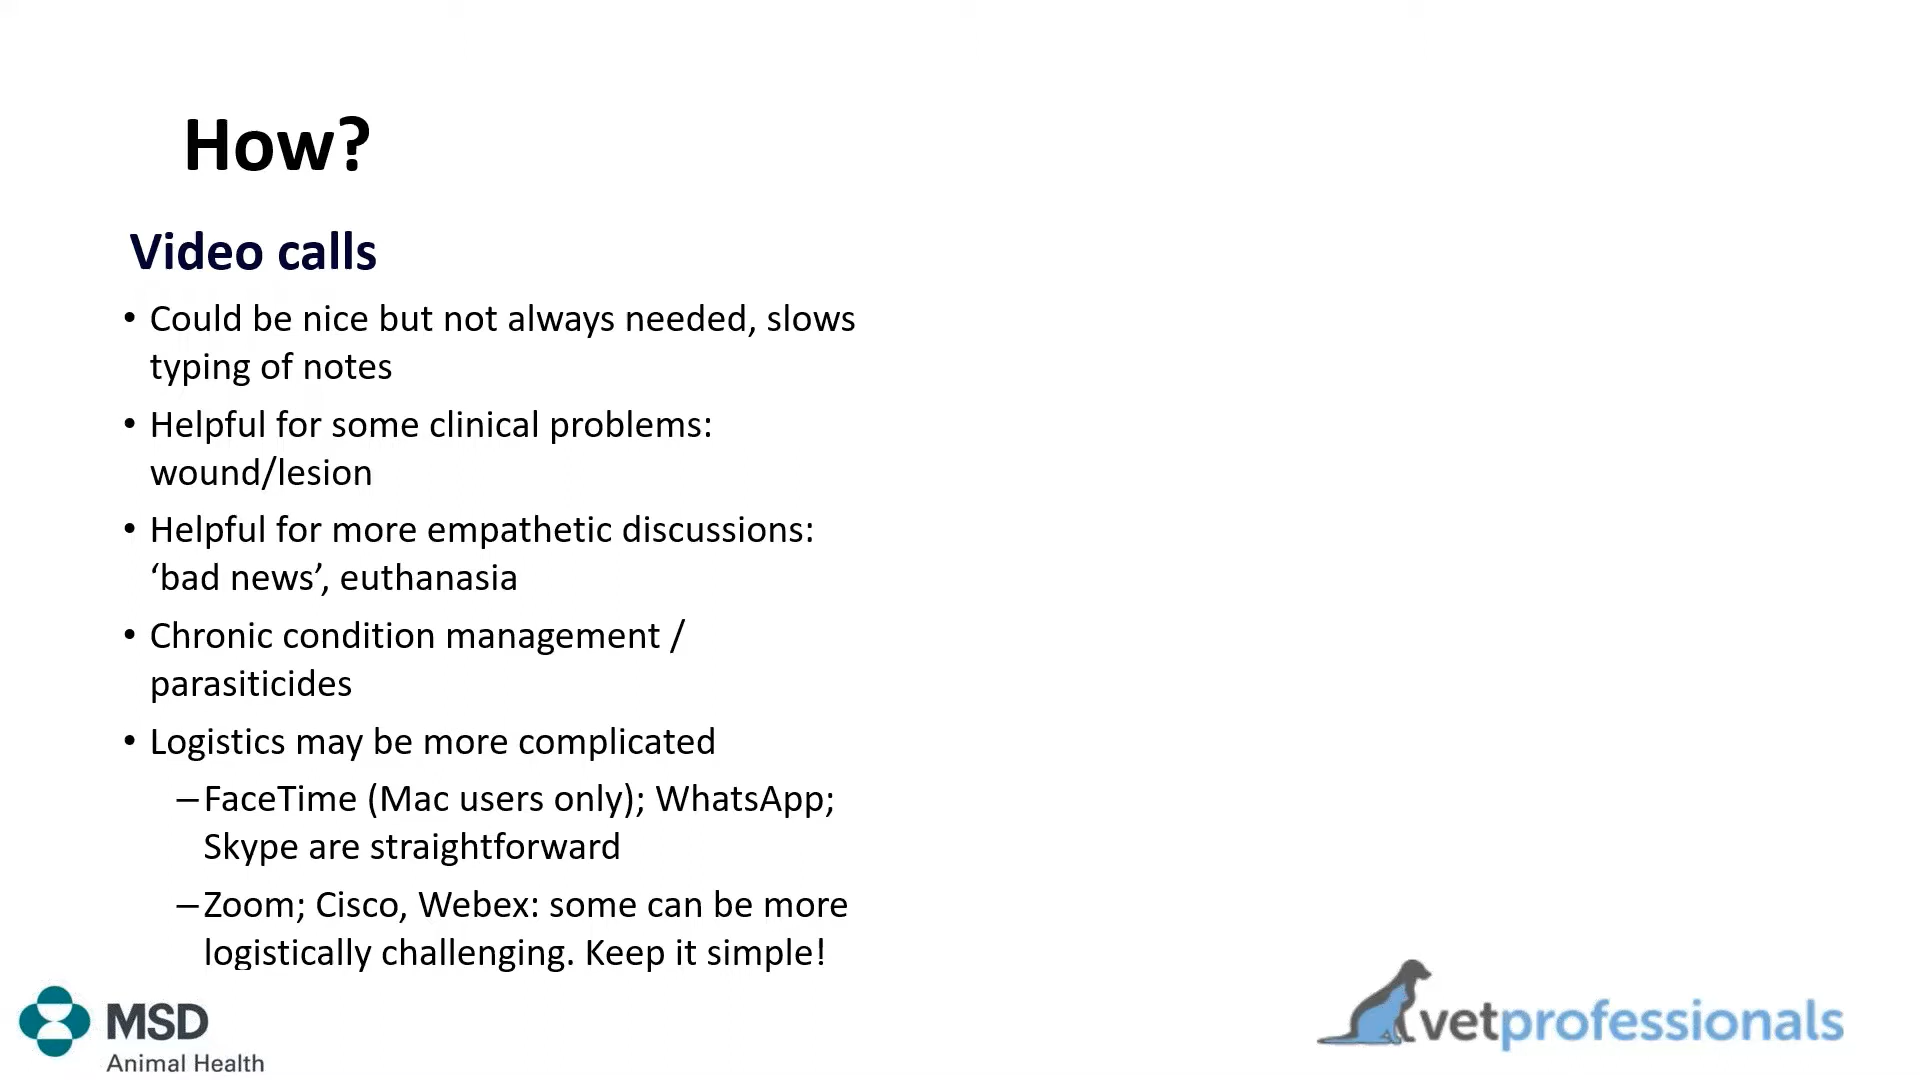 How?
Video calls
• Could be nice but not always needed, slows
typing of notes
• Helpful for some clinical problems:
wound/lesion
• Helpful for more empathetic discussions:
‘bad news’, euthanasia
• Chronic condition management /
parasiticides
• Logistics may be more complicated
–FaceTime (Mac users only); WhatsApp;
Skype are straightforward
–Zoom; Cisco, Webex: some can be more
logistically challenging. Keep it simple!
MSD
Animal Health
vetprofessionals